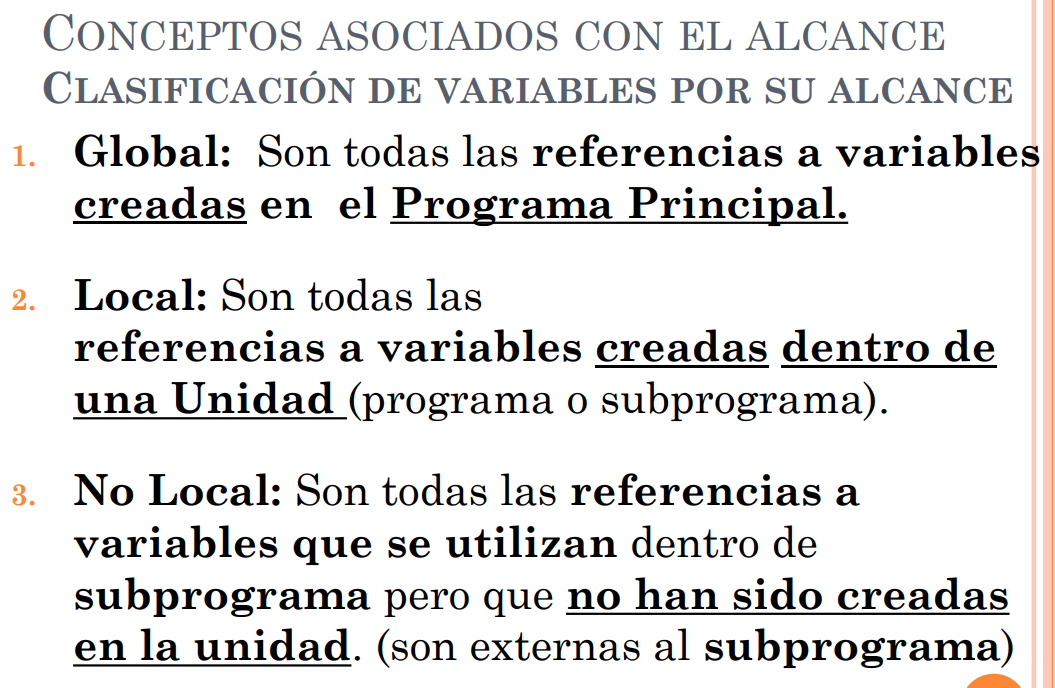 CONCEPTOS ASOCIADOS CON EL ALCANCE
CLASIFICACIÓN DE VARIABLES POR SU ALCANCE
1. Global: Son todas las referencias a variables
creadas en el Programa Principal.
2. Local: Son todas las
referencias a variables creadas dentro de
una Unidad (programa o subprograma).
3. No Local: Son todas las referencias a
variables que se utilizan dentro de
subprograma pero que no han sido creadas
en la unidad. (son externas al subprograma)